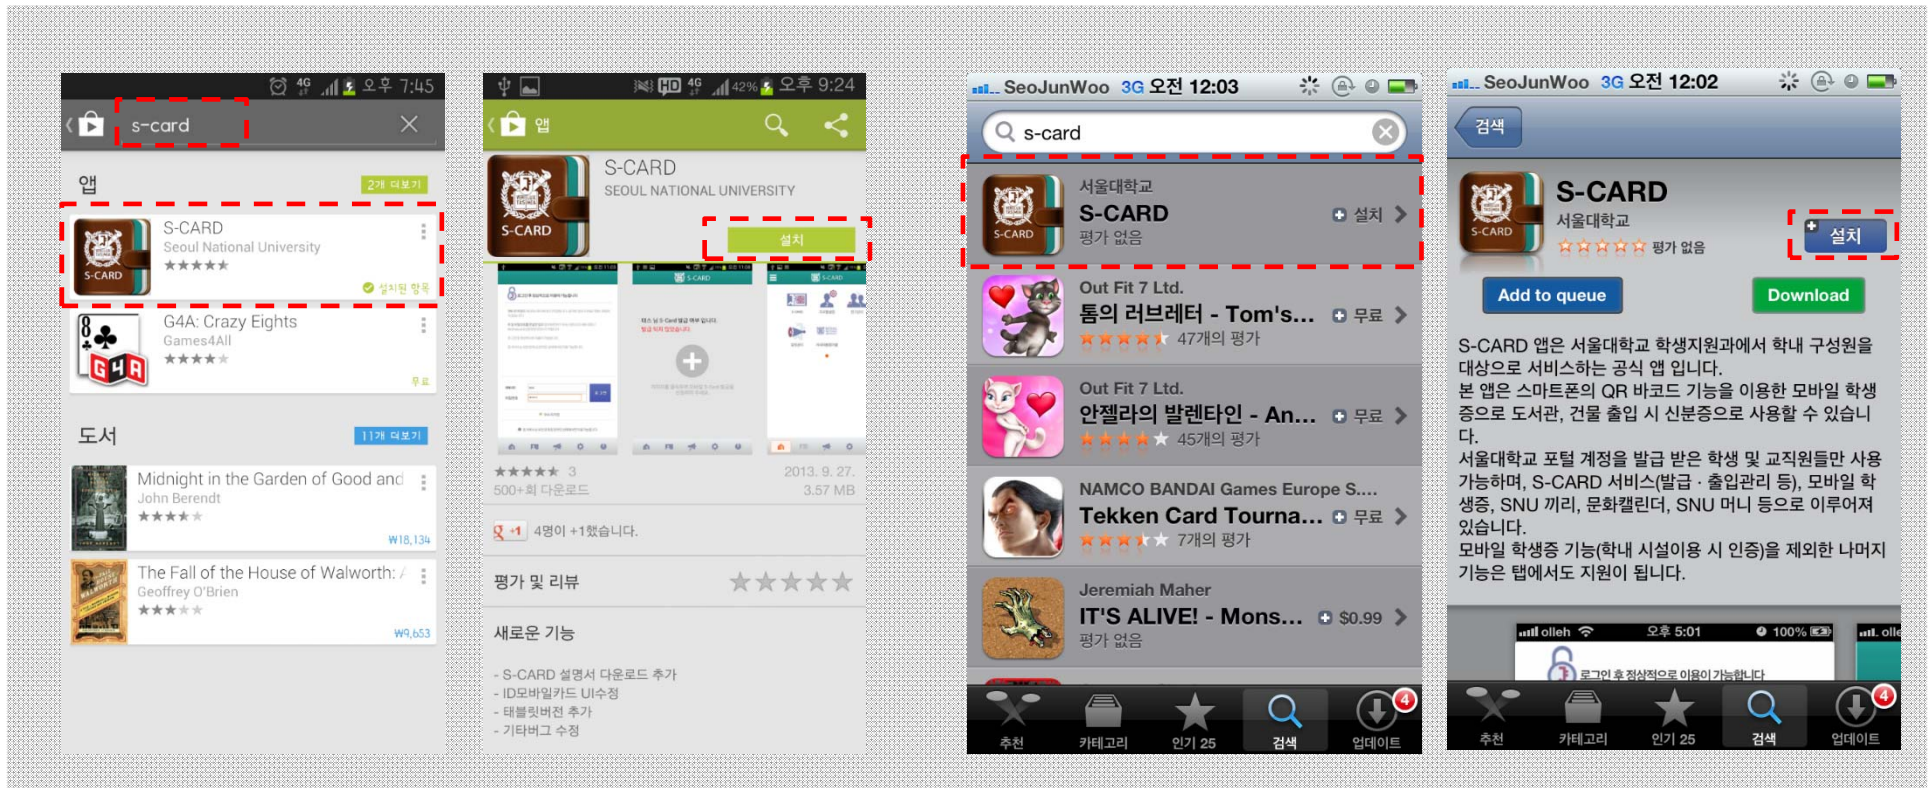 4G 오후 7:45
s-card
앱
2개 더보기
S-CARD
S-CARD
Seoul National University
설치된 항목
G4A: Crazy Eights
Games4All
G4A
무료
도서
11개 더보기
Midnight in the Garden of Good and
John Berendt
₩18,134
The Fall of the House of Walworth: A
Geoffrey O'Brien
₩9,653
HD 4G 42% 오후 9:24
앱
S-CARD
S-CARD
SEOUL NATIONAL UNIVERSITY
설치
S-CARD
S-CARD
3
2013. 9. 27.
500+회 다운로드
3.57 MB
+1 4명이 +1했습니다.
평가 및 리뷰
새로운 기능
- S-CARD 설명서 다운로드 추가
- ID모바일카드 UI수정
- 태블릿버전 추가
- 기타버그 수정
SeoJunWoo 3G 오전 12:03
s-card
S-CARD
서울대학교
S-CARD
설치
평가 없음
Out Fit 7 Ltd.
톰의 러브레터 - Tom's... 무료
47개의 평가
Out Fit 7 Ltd.
안젤라의 발렌타인 - An... 무료
45개의 평가
NAMCO BANDAI Games Europe S....
Tekken Card Tourna... 무료
7개의 평가
Jeremiah Maher
IT'S ALIVE! - Mons... $0.99
평가 없음
추천 카테고리 인기 25 검색 업데이트
4
SeoJunWoo 3G 오전 12:02
검색
S-CARD
S-CARD
서울대학교
평가 없음
설치
Add to queue
Download
S-CARD 앱은 서울대학교 학생지원과에서 학내 구성원을
대상으로 서비스하는 공식 앱 입니다.
본 앱은 스마트폰의 QR 바코드 기능을 이용한 모바일 학생
증으로 도서관, 건물 출입 시 신분증으로 사용할 수 있습니
다.
서울대학교 포털 계정을 발급 받은 학생 및 교직원들만 사용
가능하며, S-CARD 서비스(발급 · 출입관리 등), 모바일 학
생증, SNU 끼리, 문화캘린더, SNU 머니 등으로 이루어져
있습니다.
모바일 학생증 기능(학내 시설이용 시 인증)을 제외한 나머지
기능은 탭에서도 지원이 됩니다.
olleh 오후 5:01 100%
로그인 후 정상적으로 이용이 가능합니다
추천 카테고리 인기 25 검색 업데이트
4